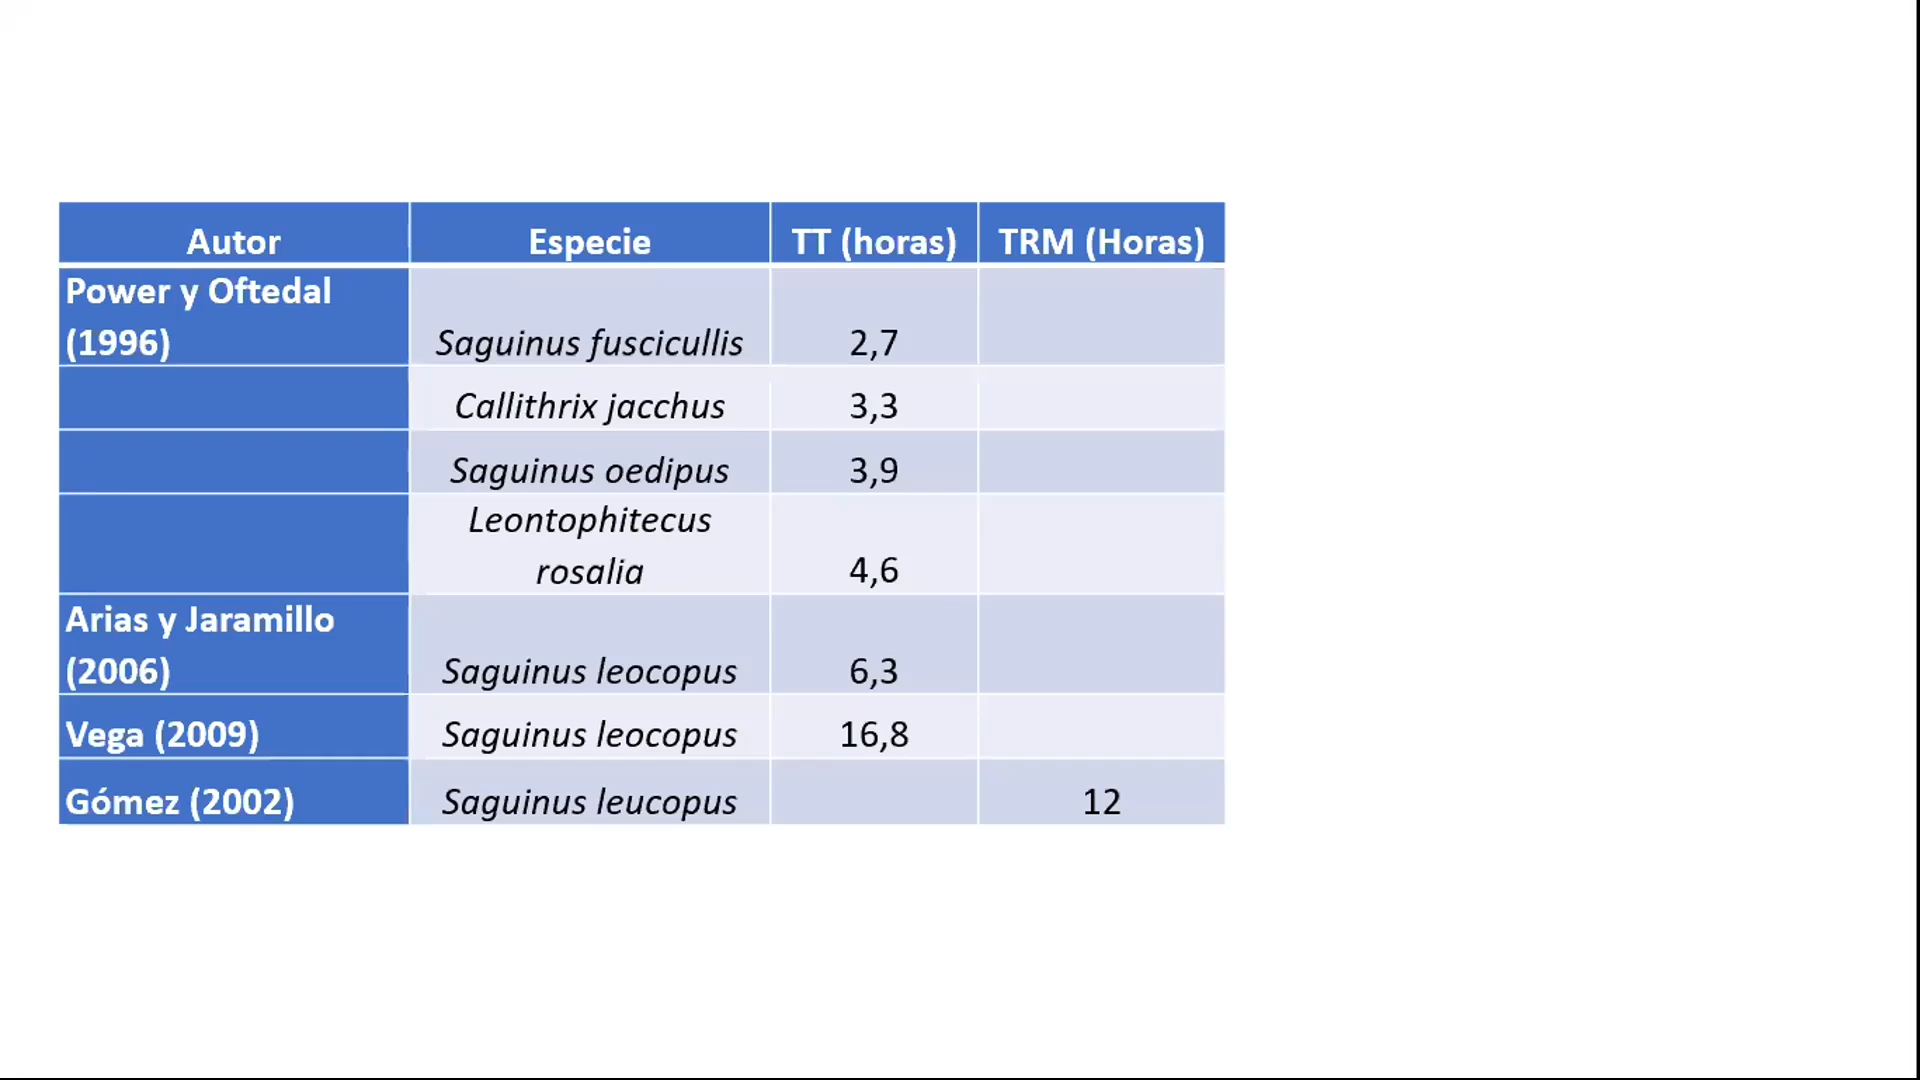 Autor Especie TT (horas) TRM (Horas)
Power y Oftedal
(1996) Saguinus fuscicullis 2,7
Callithrix jacchus 3,3
Saguinus oedipus 3,9
Leontophitecus
rosalia 4,6
Arias y Jaramillo
(2006) Saguinus leocopus 6,3
Vega (2009) Saguinus leocopus 16,8
Gómez (2002) Saguinus leucopus 12